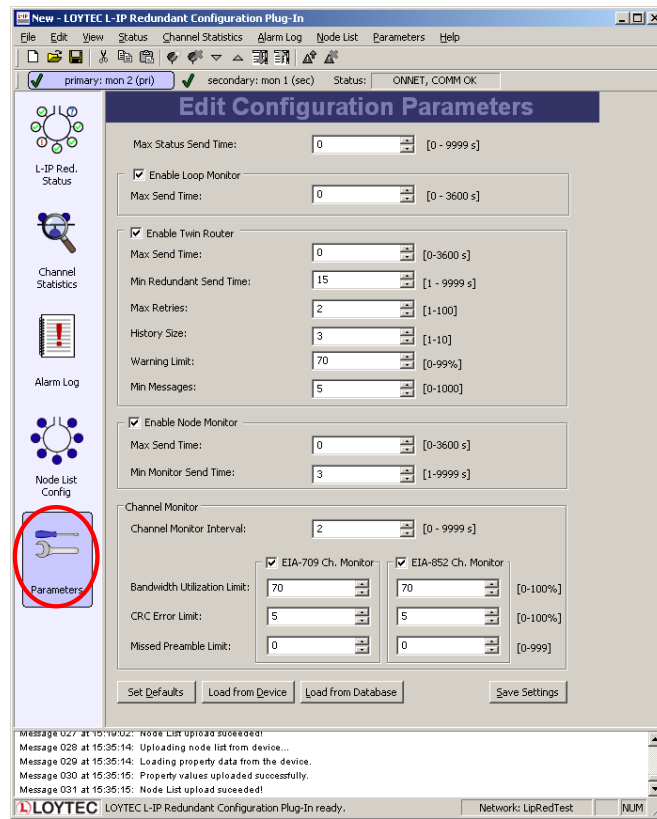 New - LOYTEC L-IP Redundant Configuration Plug-In
File Edit View Status Channel Statistics Alarm Log Node List Parameters Help
primary: mon 2 (pri) secondary: mon 1 (sec) Status: ONNET, COMM OK
Edit Configuration Parameters
L-IP Red.
Status
Channel
Statistics
Alarm Log
Node List
Config
Parameters
Max Status Send Time: 0 [0 - 9999 s]
Enable Loop Monitor
Max Send Time: 0 [0 - 3600 s]
Enable Twin Router
Max Send Time: 0 [0-3600 s]
Min Redundant Send Time: 15 [1 - 9999 s]
Max Retries: 2 [1-100]
History Size: 3 [1-10]
Warning Limit: 70 [0-99%]
Min Messages: 5 [0-1000]
Enable Node Monitor
Max Send Time: 0 [0-3600 s]
Min Monitor Send Time: 3 [1-9999 s]
Channel Monitor
Channel Monitor Interval: 2 [0 - 9999 s]
EIA-709 Ch. Monitor EIA-852 Ch. Monitor
Bandwidth Utilization Limit: 70 70 [0-100%]
CRC Error Limit: 5 5 [0-100%]
Missed Preamble Limit: 0 0 [0-999]
Set Defaults Load from Device Load from Database Save Settings
Message 027 at 15:19:02: Node List upload suceeded!
Message 028 at 15:35:14: Uploading node list from device...
Message 029 at 15:35:14: Loading property data from the device.
Message 030 at 15:35:15: Property values uploaded successfully.
Message 031 at 15:35:15: Node List upload suceeded!
LOYTEC LOYTEC L-IP Redundant Configuration Plug-In ready. Network: LipRedTest NUM